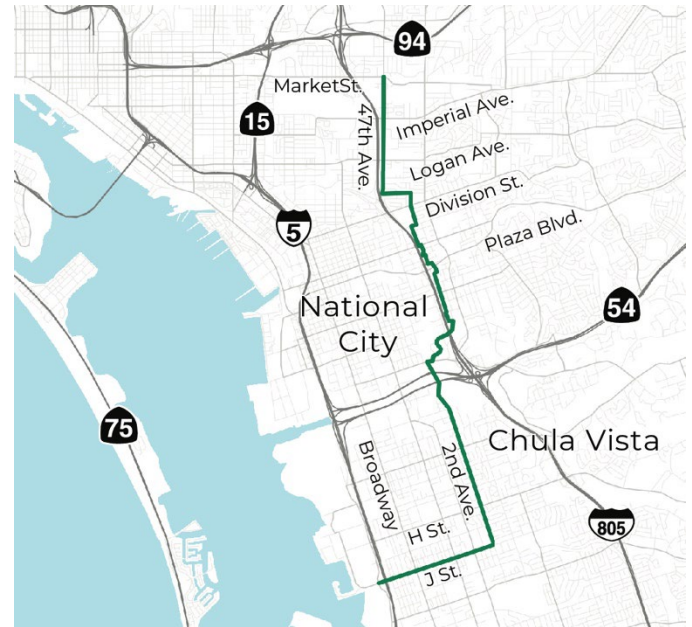 94
MarketSt.
15
47th Ave.
Imperial Ave.
Logan Ave.
Division St.
5
Plaza Blvd.
National
City
54
75
Broadway
2nd Ave.
Chula Vista
H St.
805
J St.